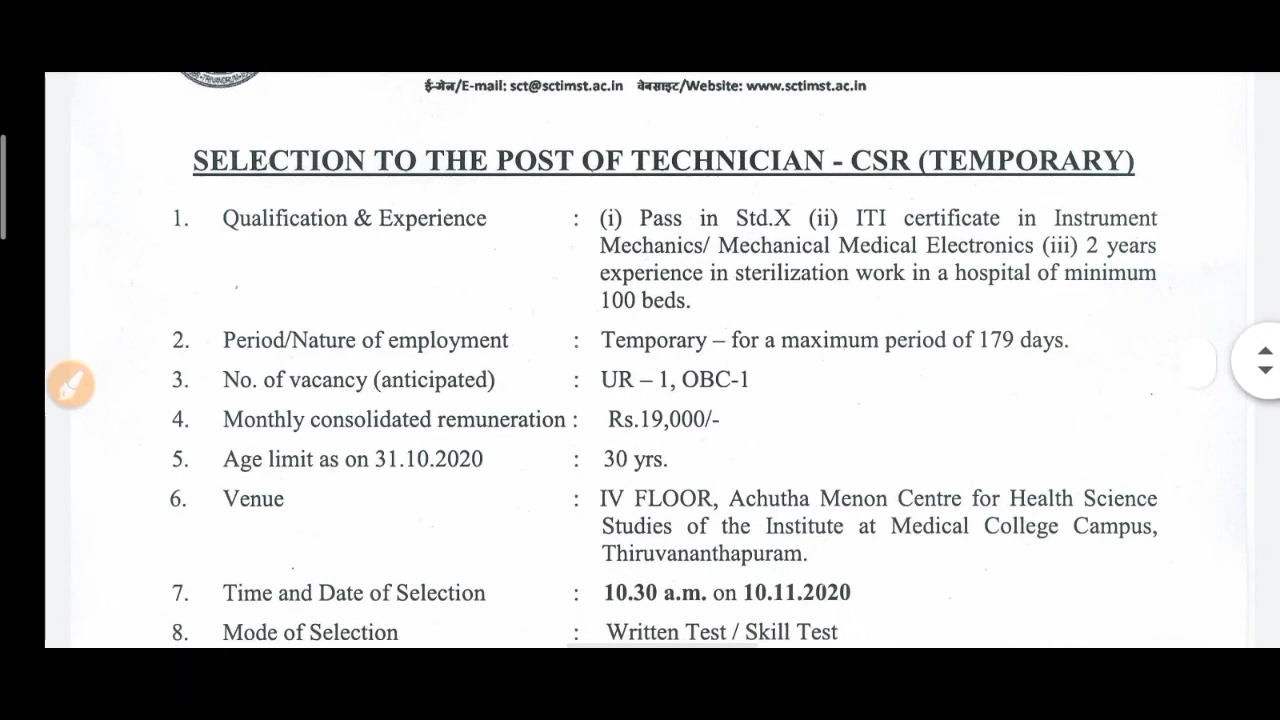 ई-मेल/E-mail: sct@sctimst.ac.in वेबसाइट/Website: www.sctimst.ac.in
SELECTION TO THE POST OF TECHNICIAN - CSR (TEMPORARY)
1. Qualification & Experience : (i) Pass in Std.X (ii) ITI certificate in Instrument
Mechanics/ Mechanical Medical Electronics (iii) 2 years
experience in sterilization work in a hospital of minimum
100 beds.
2. Period/Nature of employment : Temporary – for a maximum period of 179 days.
3. No. of vacancy (anticipated) : UR – 1, OBC-1
4. Monthly consolidated remuneration : Rs.19,000/-
5. Age limit as on 31.10.2020 : 30 yrs.
6. Venue : IV FLOOR, Achutha Menon Centre for Health Science
Studies of the Institute at Medical College Campus,
Thiruvananthapuram.
7. Time and Date of Selection : 10.30 a.m. on 10.11.2020
8. Mode of Selection : Written Test / Skill Test